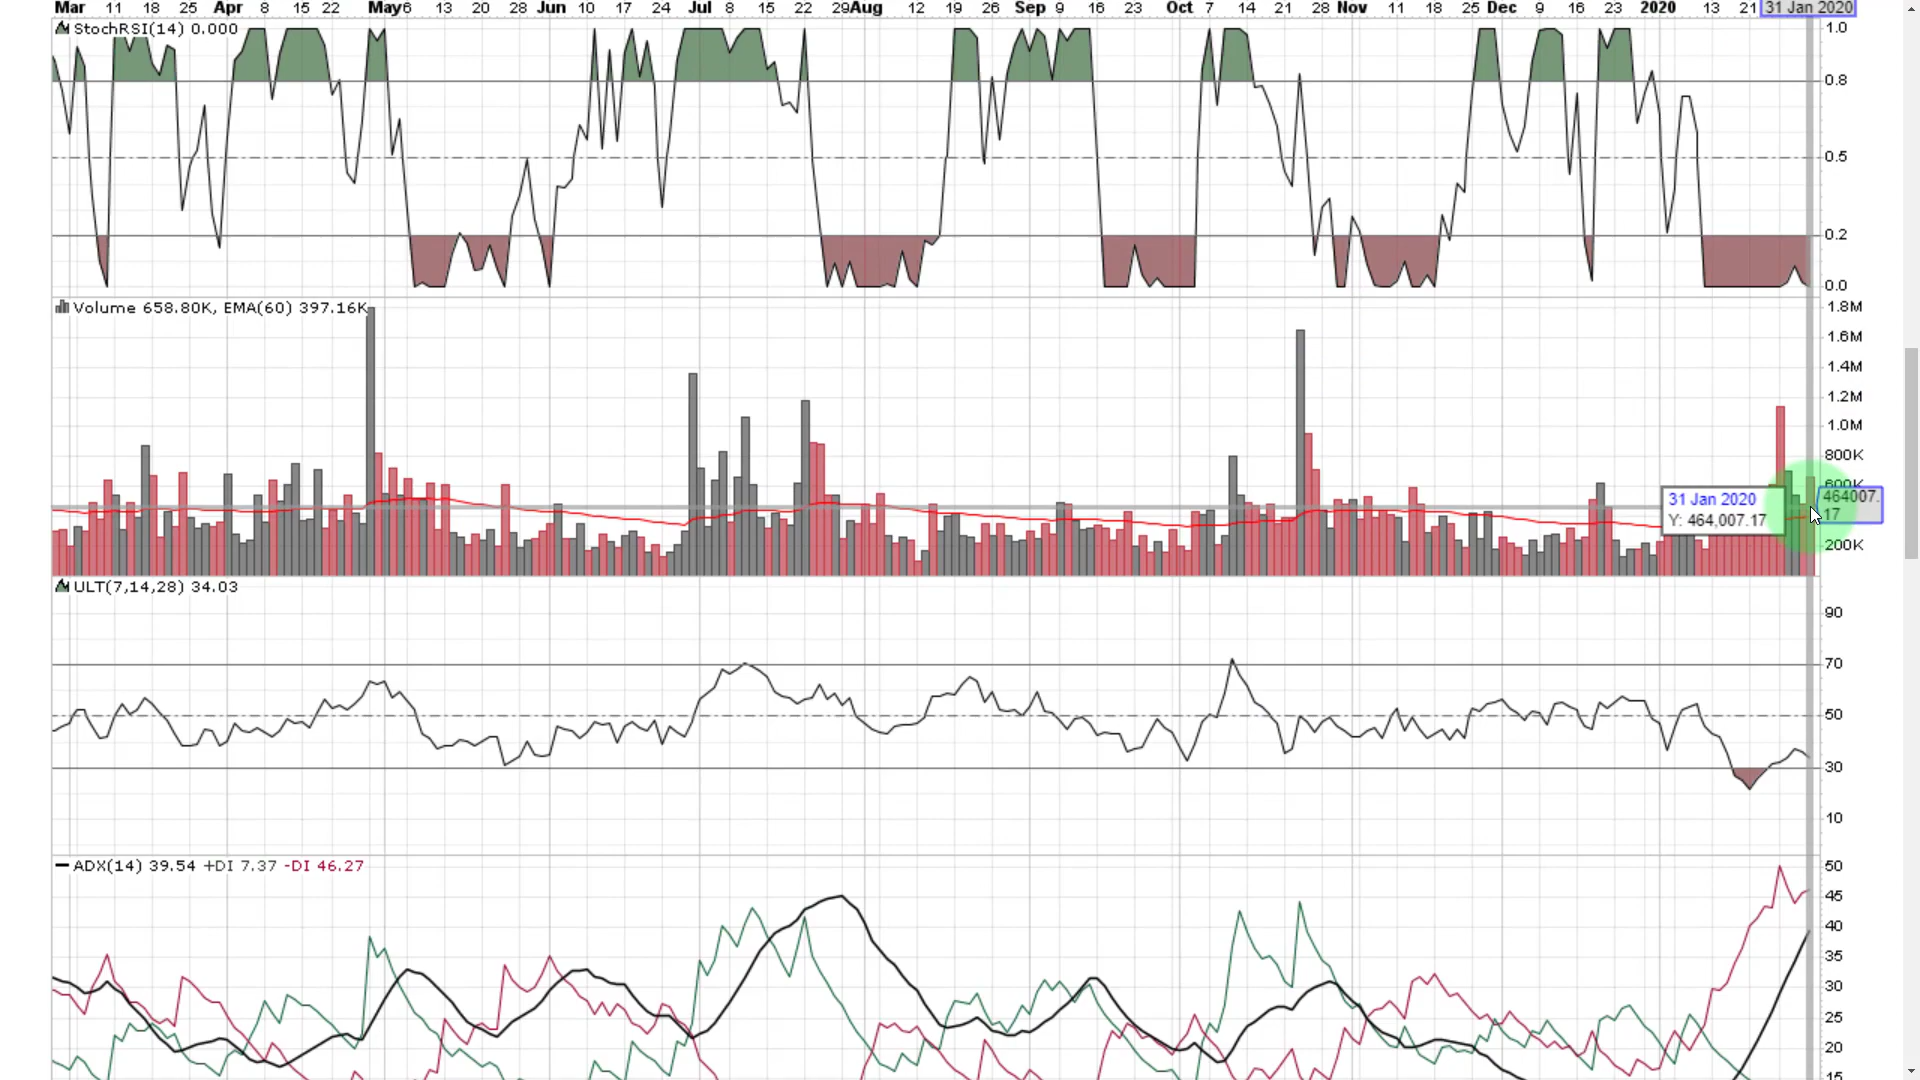 Mar 11 18 25 Apr 8 15 22 May 6 13 20 28 Jun 10 17 24 Jul 8 15 22 29 Aug 12 19 26 Sep 9 16 23 Oct 7 14 21 28 Nov 11 18 25 Dec 9 16 23 2020 13 21 31 Jan 2020
StochRSI(14) 0.000
1.0
0.8
0.5
0.2
0.0
Volume 658.80K, EMA(60) 397.16K
1.8M
1.6M
1.4M
1.2M
1.0M
800K
600K
464007.
17
31 Jan 2020
Y: 464,007.17
200K
ULT(7,14,28) 34.03
90
70
50
30
10
ADX(14) 39.54 +DI 7.37 -DI 46.27
50
45
40
35
30
25
20
15